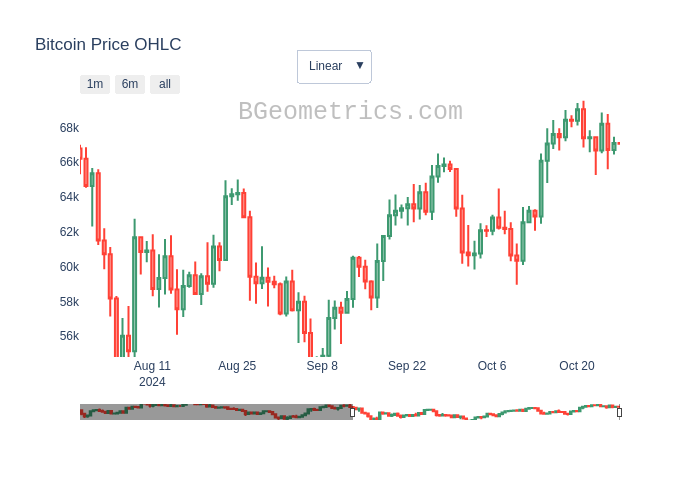 Bitcoin Price OHLC
Linear ▼
1m 6m all
BGeometrics.com
68k
66k
64k
62k
60k
58k
56k
Aug 11 Aug 25 Sep 8 Sep 22 Oct 6 Oct 20
2024